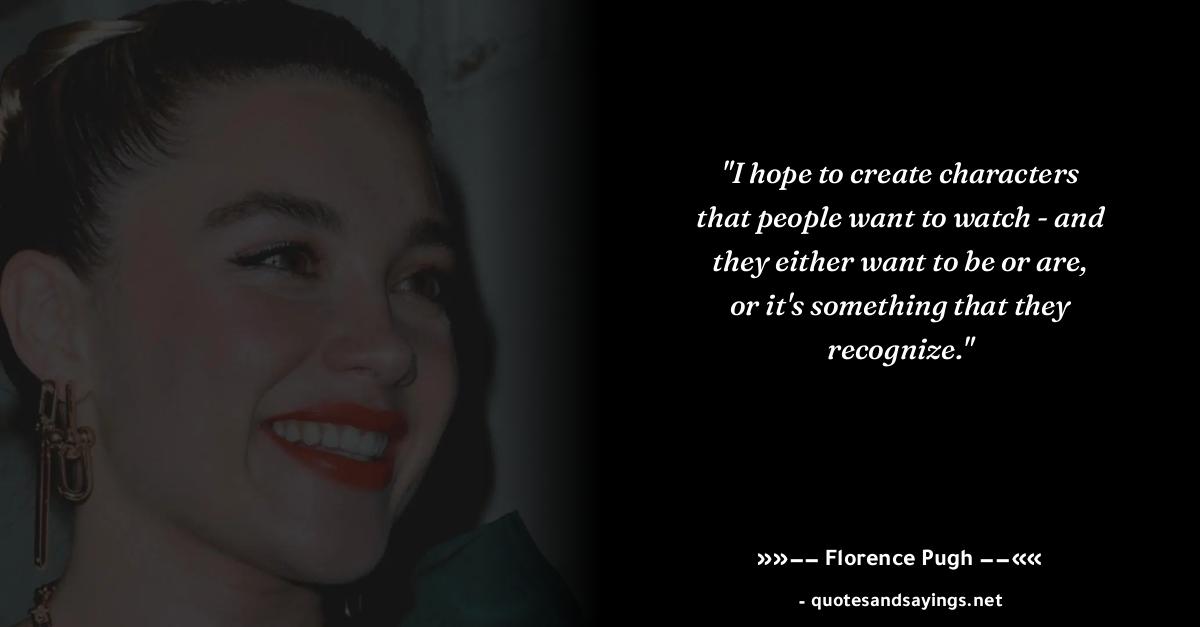 "I hope to create characters
that people want to watch - and
they either want to be or are,
or it's something that they
recognize."
»»–– Florence Pugh ––««
- quotesandsayings.net